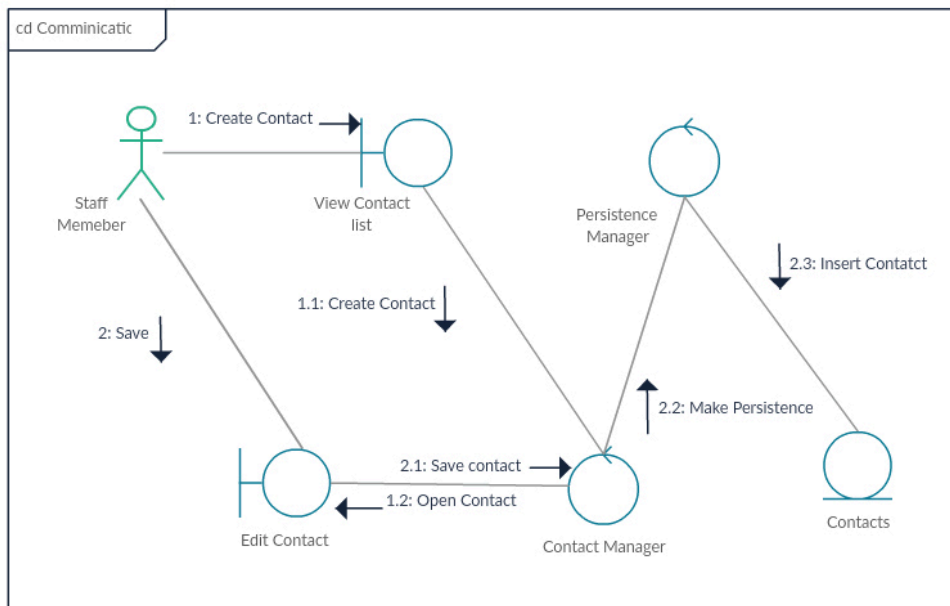 cd Comminicatic
1: Create Contact
Staff
Memeber
View Contact
list
Persistence
Manager
2.3: Insert Contatct
1.1: Create Contact
2: Save
2.2: Make Persistence
2.1: Save contact
1.2: Open Contact
Edit Contact
Contact Manager
Contacts